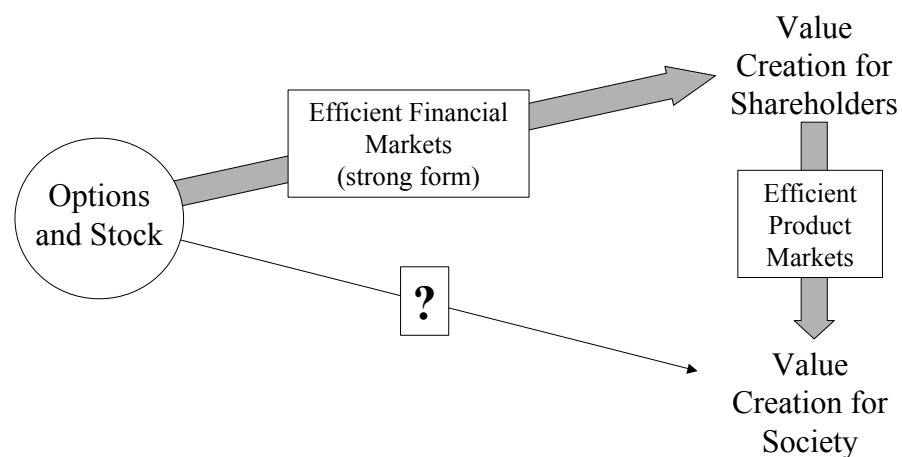 Value
Creation for
Shareholders
Efficient Financial
Markets
(strong form)
Options
and Stock
Efficient
Product
Markets
?
Value
Creation for
Society